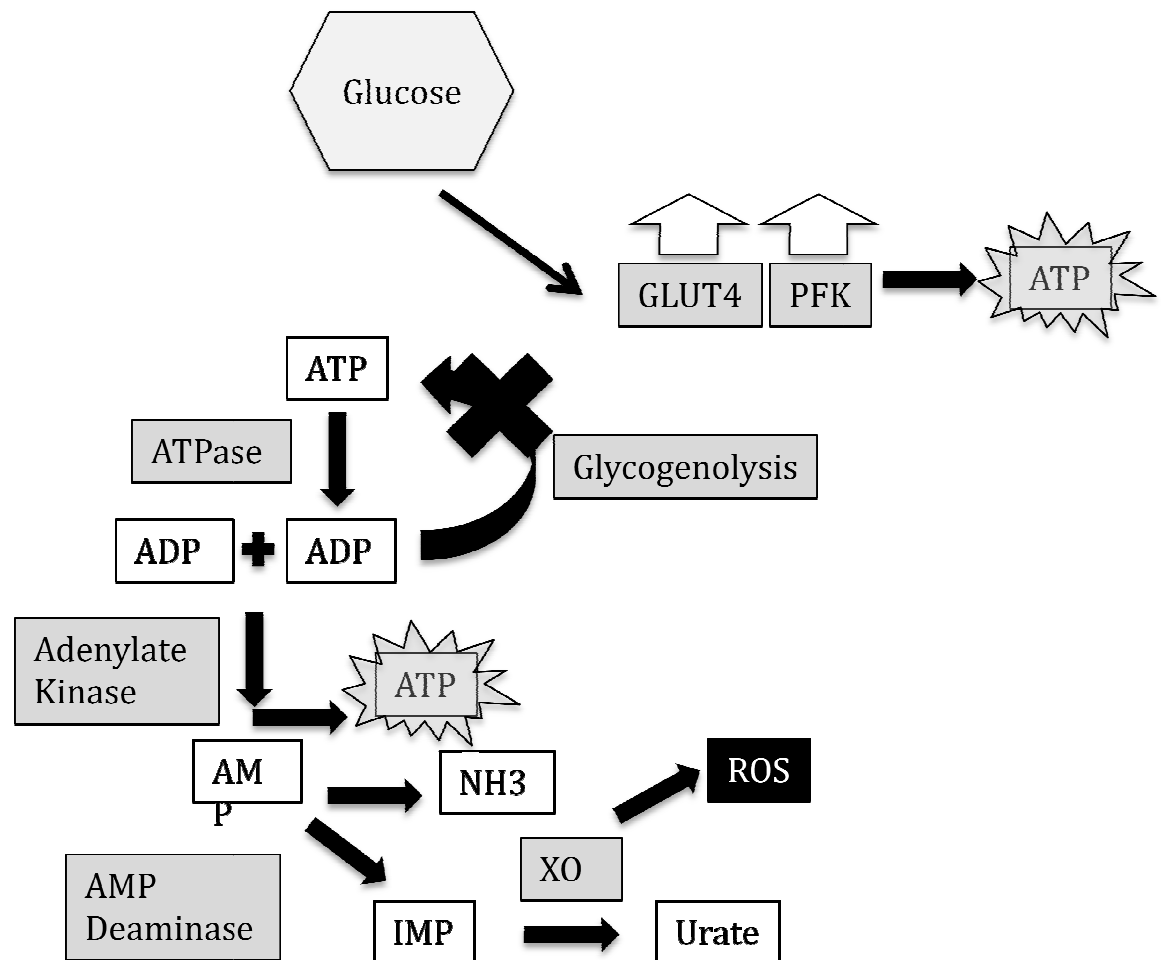 Glucose
GLUT4
PFK
ATP
ATP
ATPase
Glycogenolysis
ADP
ADP
Adenylate
Kinase
ATP
AM
P
NH3
ROS
XO
AMP
Deaminase
IMP
Urate